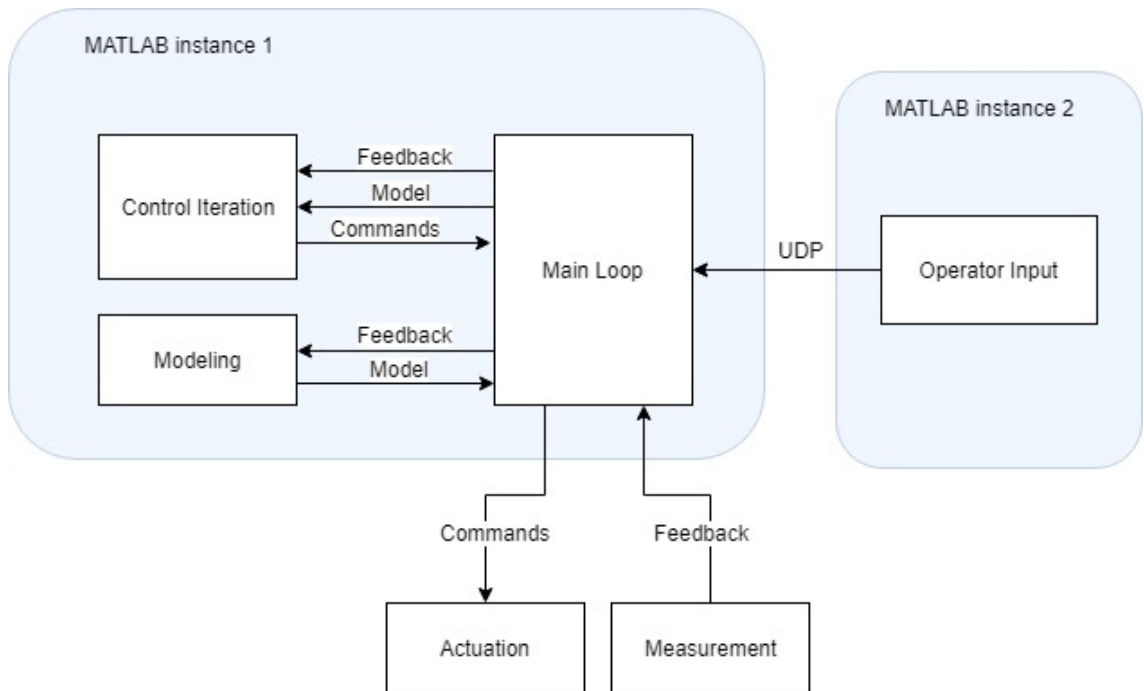 MATLAB instance 1
MATLAB instance 2
Feedback
Model
Control Iteration
Commands
Main Loop
UDP
Operator Input
Feedback
Modeling
Model
Commands
Feedback
Actuation
Measurement